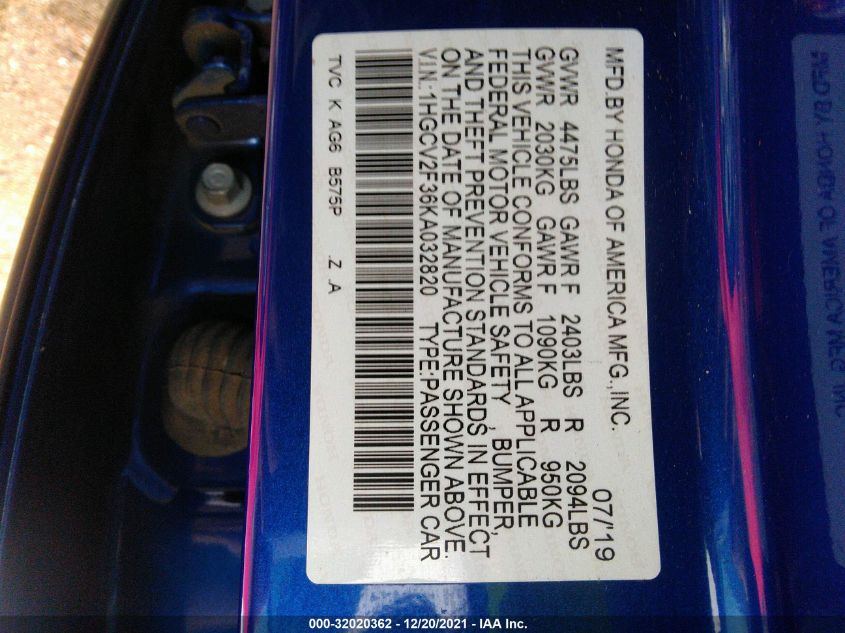 MFD.BY HONDA OF AMERICA MFG.,INC. 07/'19
GVWR 4475LBS GAWR F 2403LBS R 2094LBS
GVWR 2030KG GAWR F 1090KG R 950KG
THIS VEHICLE CONFORMS TO ALL APPLICABLE
FEDERAL MOTOR VEHICLE SAFETY , BUMPER,
AND THEFT PREVENTION STANDARDS IN EFFECT
ON THE DATE OF MANUFACTURE SHOWN ABOVE.
VIN:1HGCV2F36KA032820 TYPE:PASSENGER CAR
TVC K AG6 B575P .Z .A
000-32020362 - 12/20/2021 - IAA Inc.